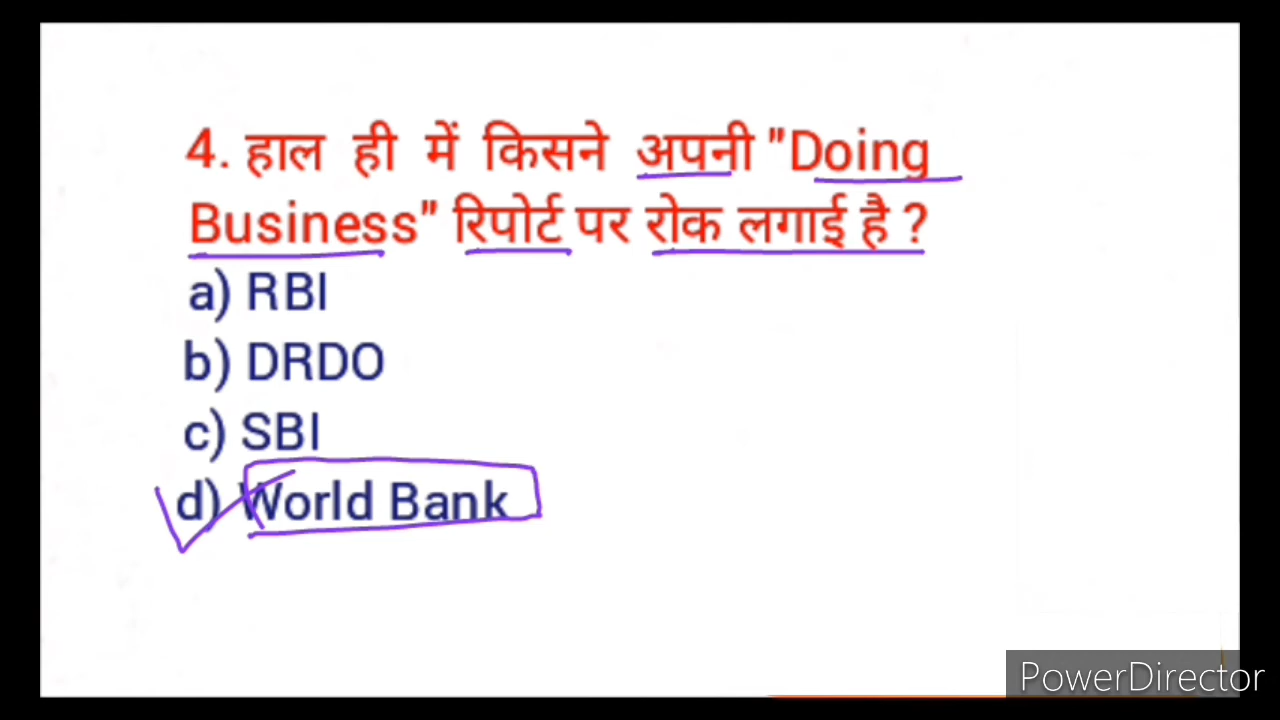 4. हाल ही में किसने अपनी "Doing
Business" रिपोर्ट पर रोक लगाई है ?
a) RBI
b) DRDO
c) SBI
d) World Bank
PowerDirector